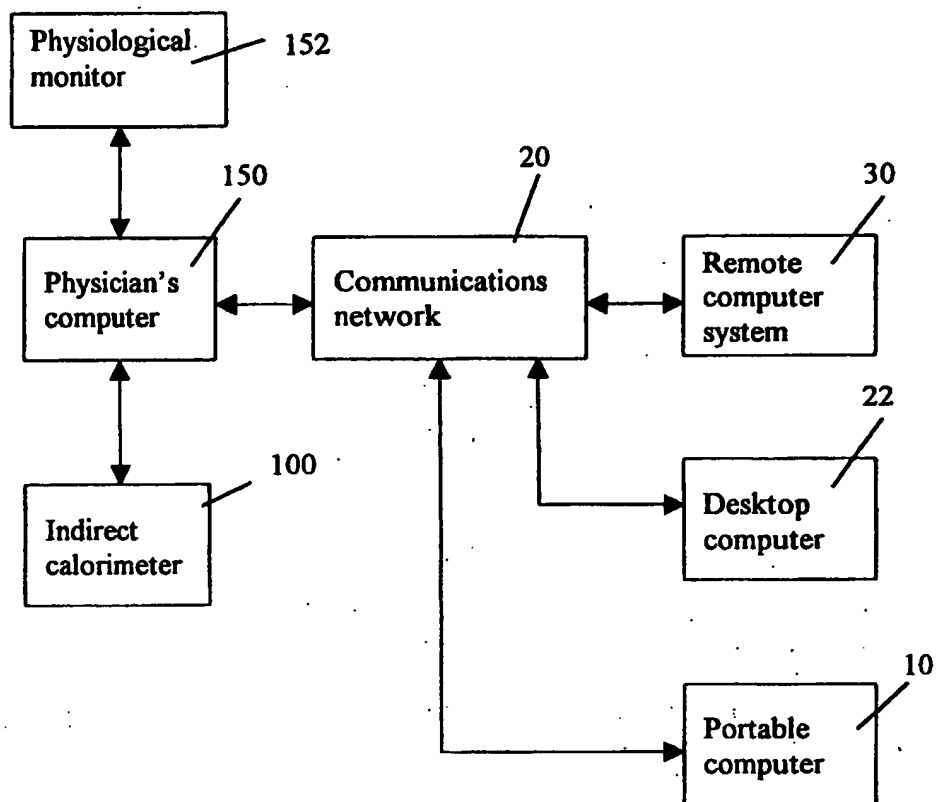 Physiological
monitor
152
150
Physician's
computer
20
Communications
network
30
Remote
computer
system
22
Desktop
computer
100
Indirect
calorimeter
10
Portable
computer